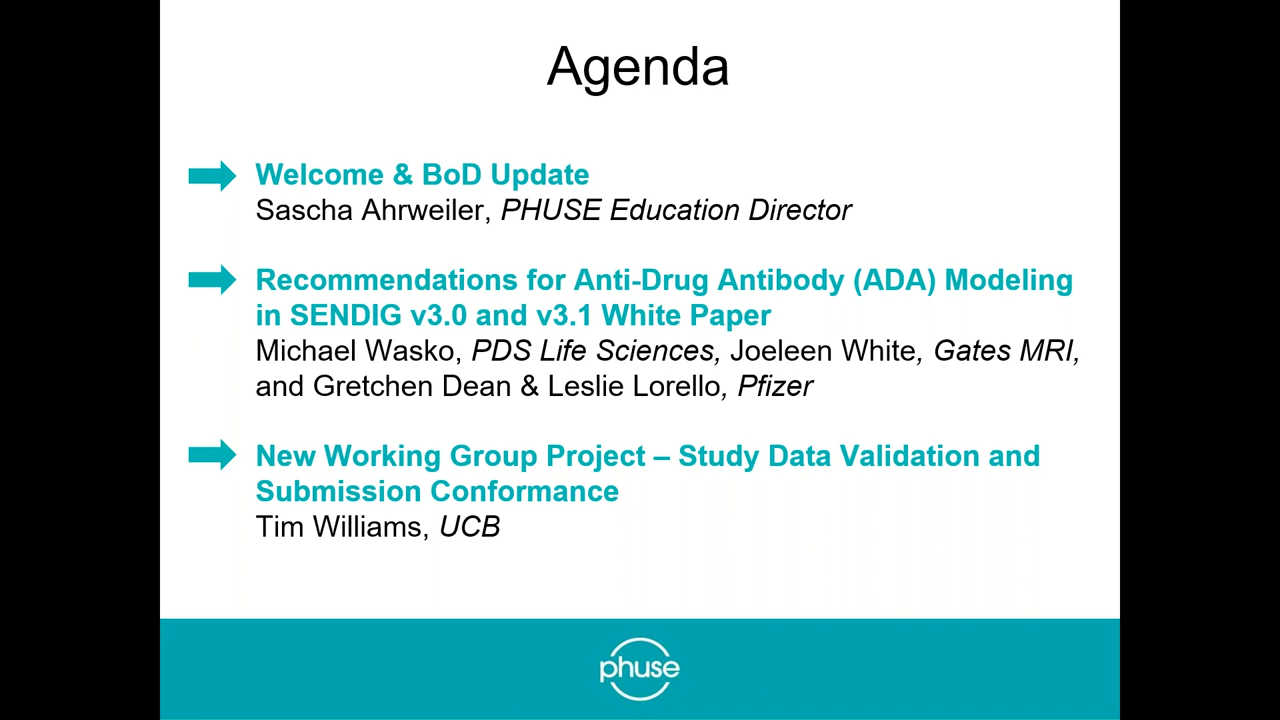 Agenda
Welcome & BoD Update
Sascha Ahrweiler, PHUSE Education Director
Recommendations for Anti-Drug Antibody (ADA) Modeling
in SENDIG v3.0 and v3.1 White Paper
Michael Wasko, PDS Life Sciences, Joeleen White, Gates MRI,
and Gretchen Dean & Leslie Lorello, Pfizer
New Working Group Project – Study Data Validation and
Submission Conformance
Tim Williams, UCB
phuse